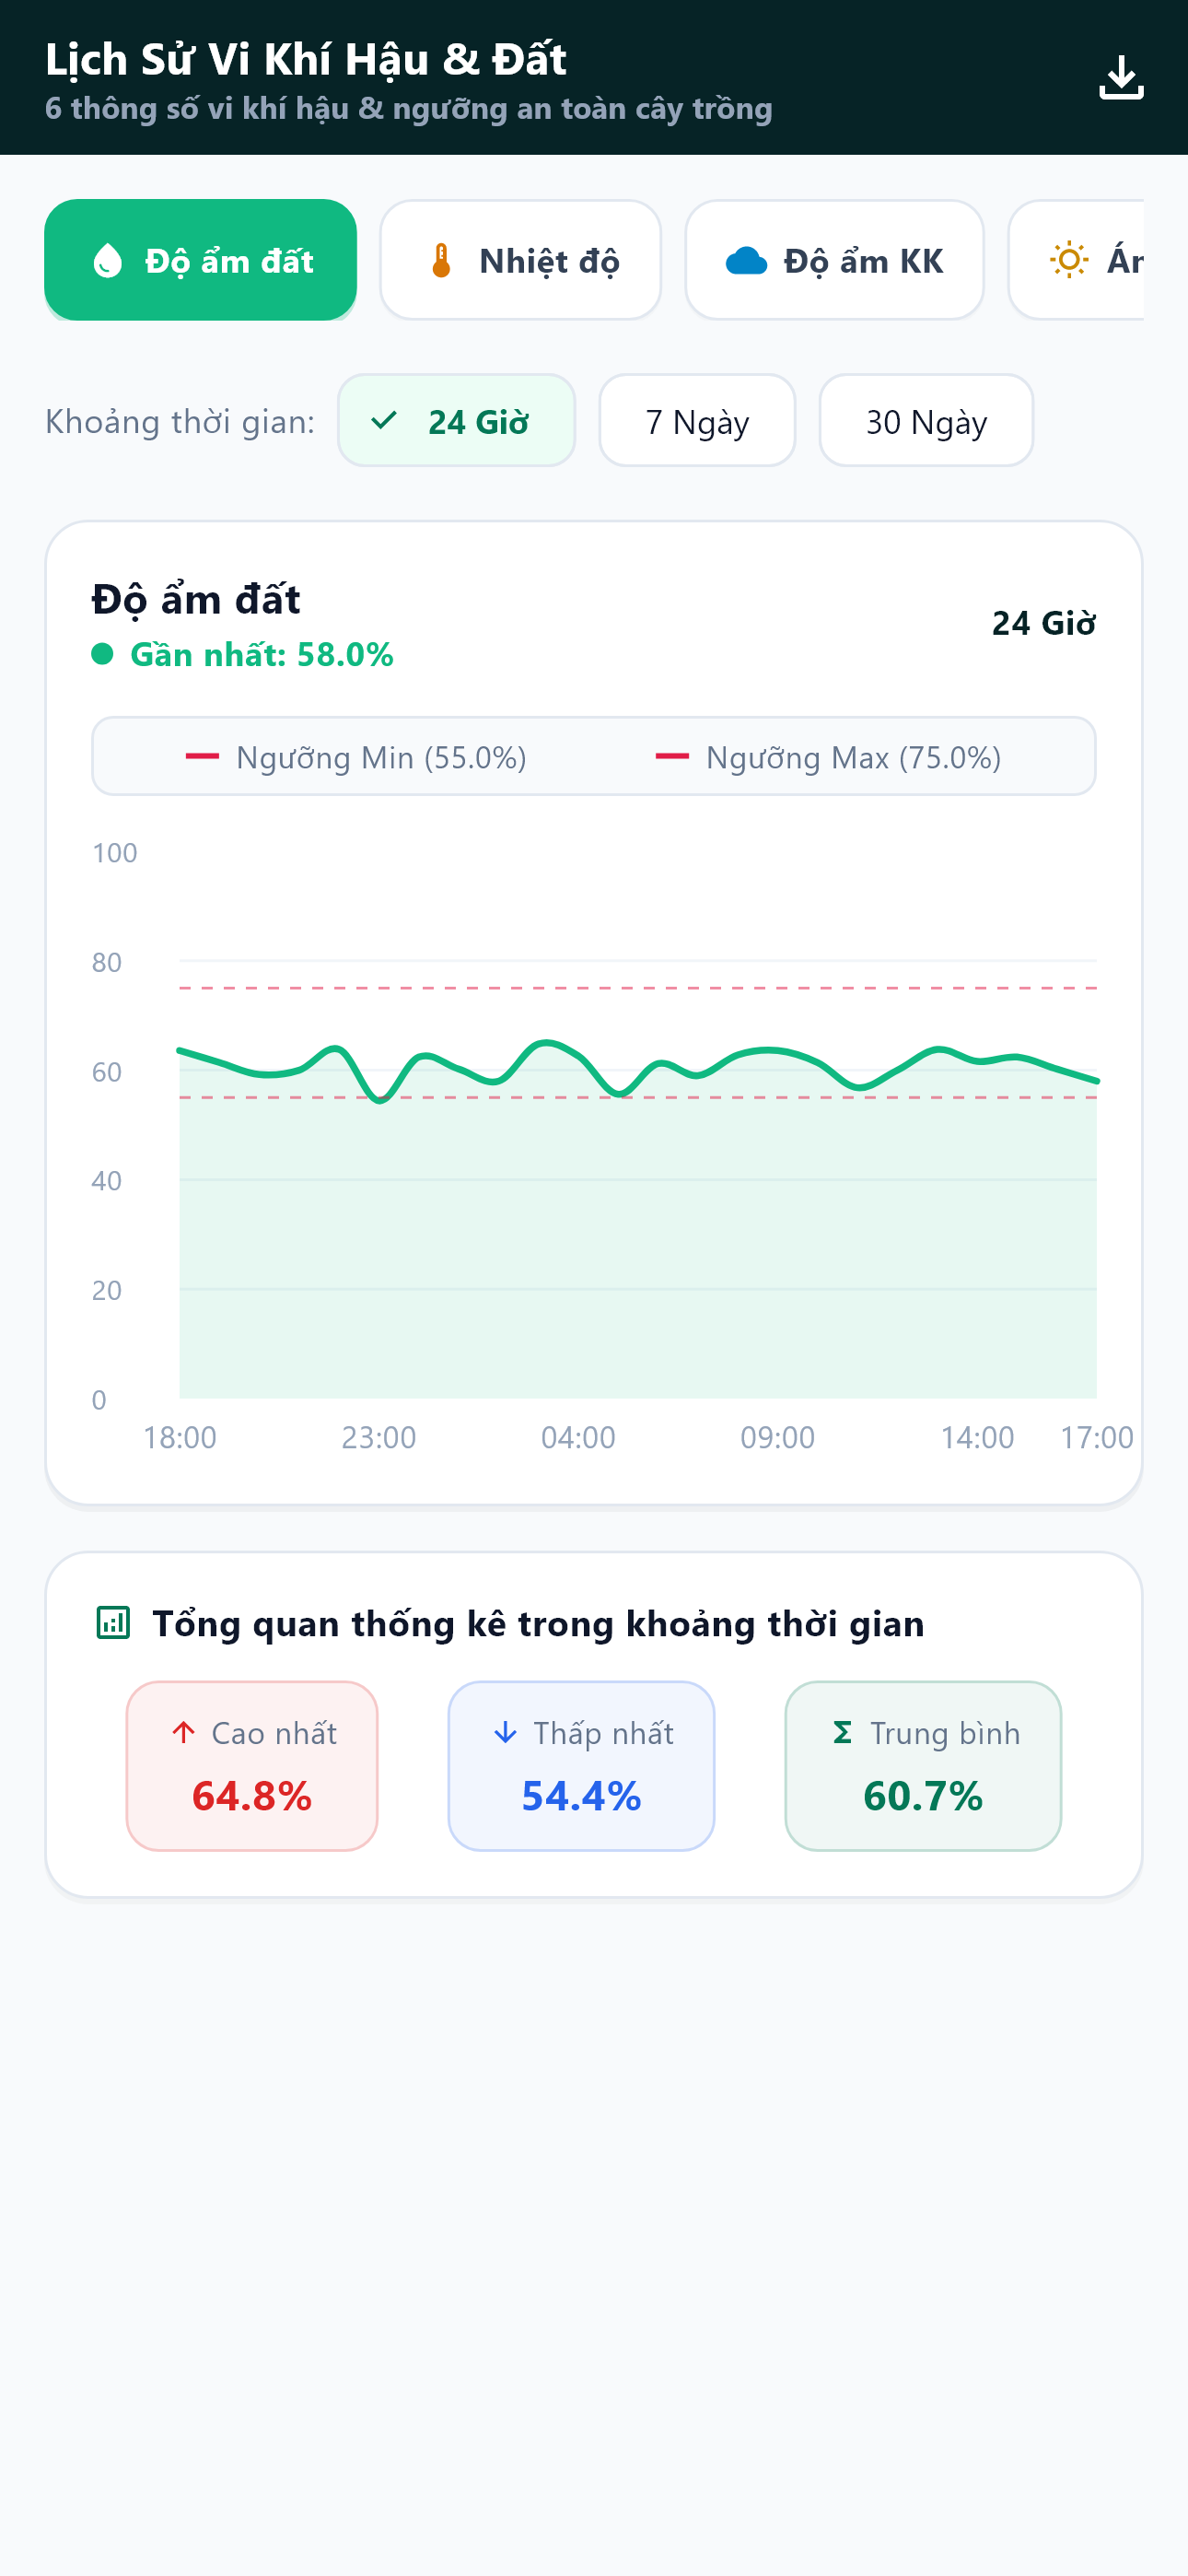 Lịch Sử Vi Khí Hậu & Đất
6 thông số vi khí hậu & ngưỡng an toàn cây trồng
Độ ẩm đất
Nhiệt độ
Độ ẩm KK
Khoảng thời gian:
24 Giờ
7 Ngày
30 Ngày
Độ ẩm đất
Gần nhất: 58.0%
24 Giờ
Ngưỡng Min (55.0%)
Ngưỡng Max (75.0%)
100
80
60
40
20
0
18:00
23:00
04:00
09:00
14:00
17:00
Tổng quan thống kê trong khoảng thời gian
Cao nhất
64.8%
Thấp nhất
54.4%
Σ Trung bình
60.7%